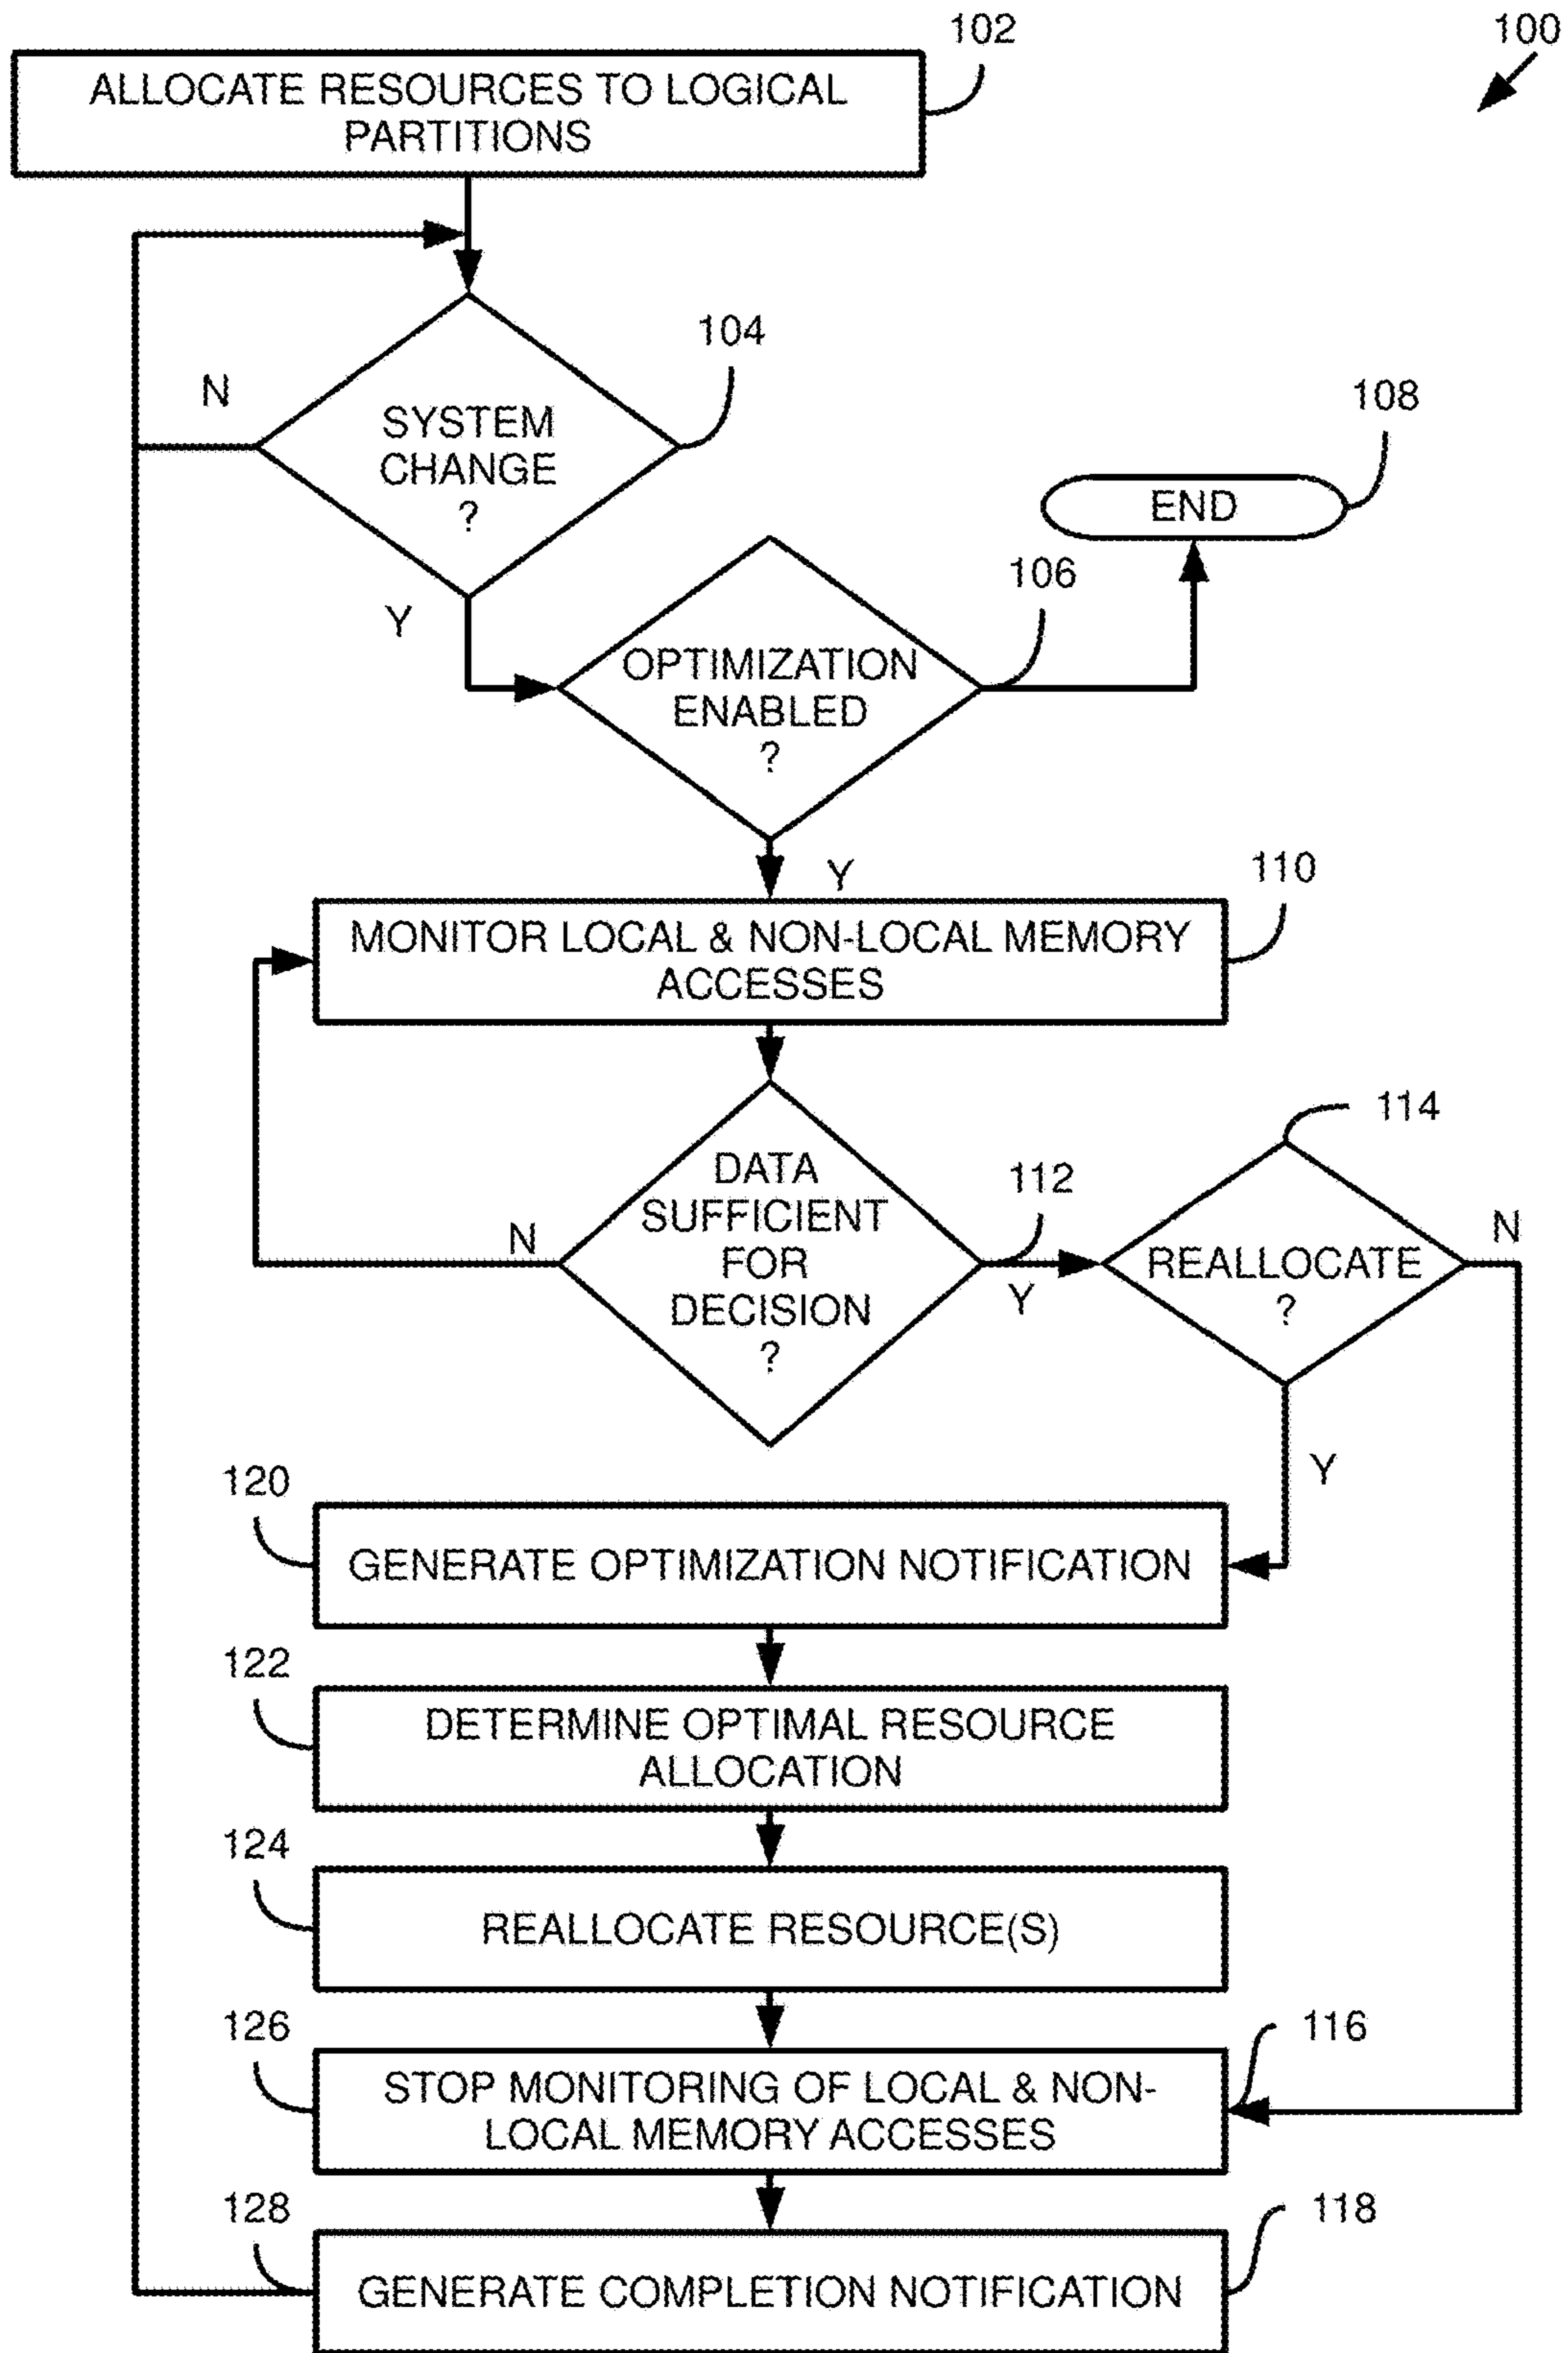 102
100
ALLOCATE RESOURCES TO LOGICAL
PARTITIONS
104
N
SYSTEM
CHANGE
?
108
END
Y
106
OPTIMIZATION
ENABLED
?
Y
110
MONITOR LOCAL & NON-LOCAL MEMORY
ACCESSES
114
DATA
SUFFICIENT
FOR
DECISION
?
112
N
Y
REALLOCATE
?
N
Y
120
GENERATE OPTIMIZATION NOTIFICATION
122
DETERMINE OPTIMAL RESOURCE
ALLOCATION
124
REALLOCATE RESOURCE(S)
126
116
STOP MONITORING OF LOCAL & NON-
LOCAL MEMORY ACCESSES
128
118
GENERATE COMPLETION NOTIFICATION